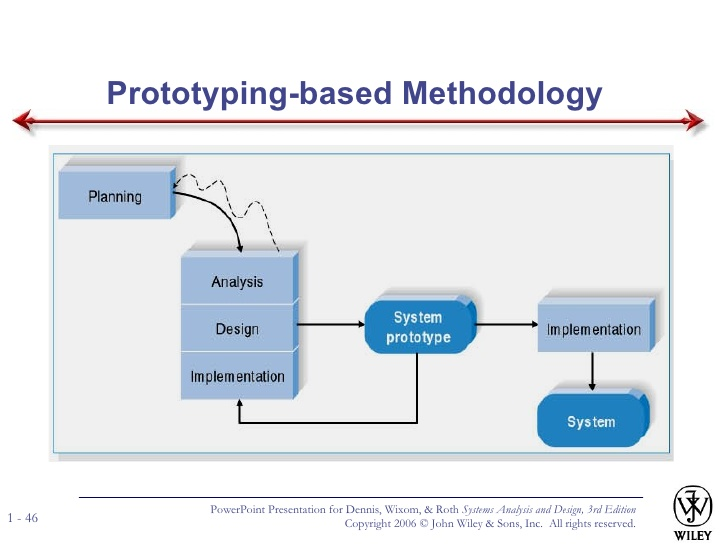 Prototyping-based Methodology
Planning
Analysis
Design
Implementation
System
prototype
Implementation
System
1 - 46
PowerPoint Presentation for Dennis, Wixom, & Roth Systems Analysis and Design, 3rd Edition
Copyright 2006 © John Wiley & Sons, Inc.  All rights reserved.
WILEY